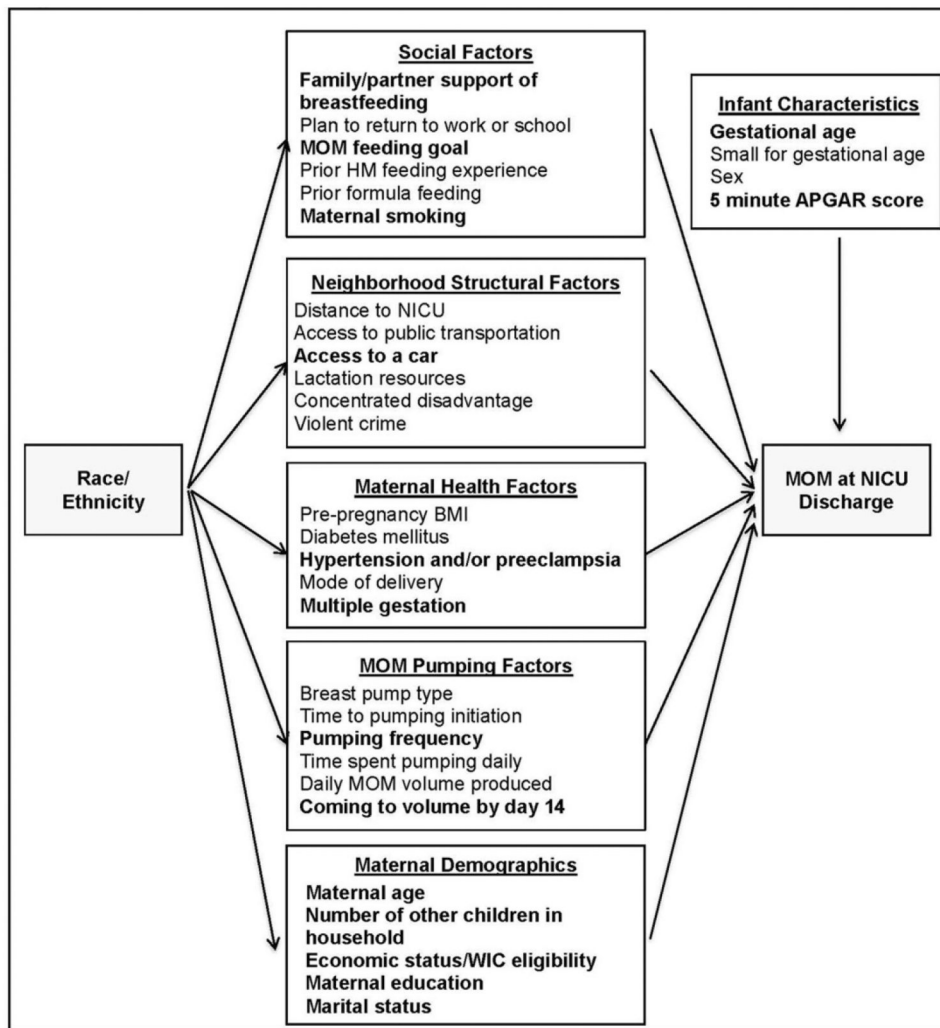 Social Factors
Family/partner support of
breastfeeding
Plan to return to work or school
MOM feeding goal
Prior HM feeding experience
Prior formula feeding
Maternal smoking
Infant Characteristics
Gestational age
Small for gestational age
Sex
5 minute APGAR score
Neighborhood Structural Factors
Distance to NICU
Access to public transportation
Access to a car
Lactation resources
Concentrated disadvantage
Violent crime
Race/
Ethnicity
Maternal Health Factors
Pre-pregnancy BMI
Diabetes mellitus
Hypertension and/or preeclampsia
Mode of delivery
Multiple gestation
MOM at NICU
Discharge
MOM Pumping Factors
Breast pump type
Time to pumping initiation
Pumping frequency
Time spent pumping daily
Daily MOM volume produced
Coming to volume by day 14
Maternal Demographics
Maternal age
Number of other children in
household
Economic status/WIC eligibility
Maternal education
Marital status